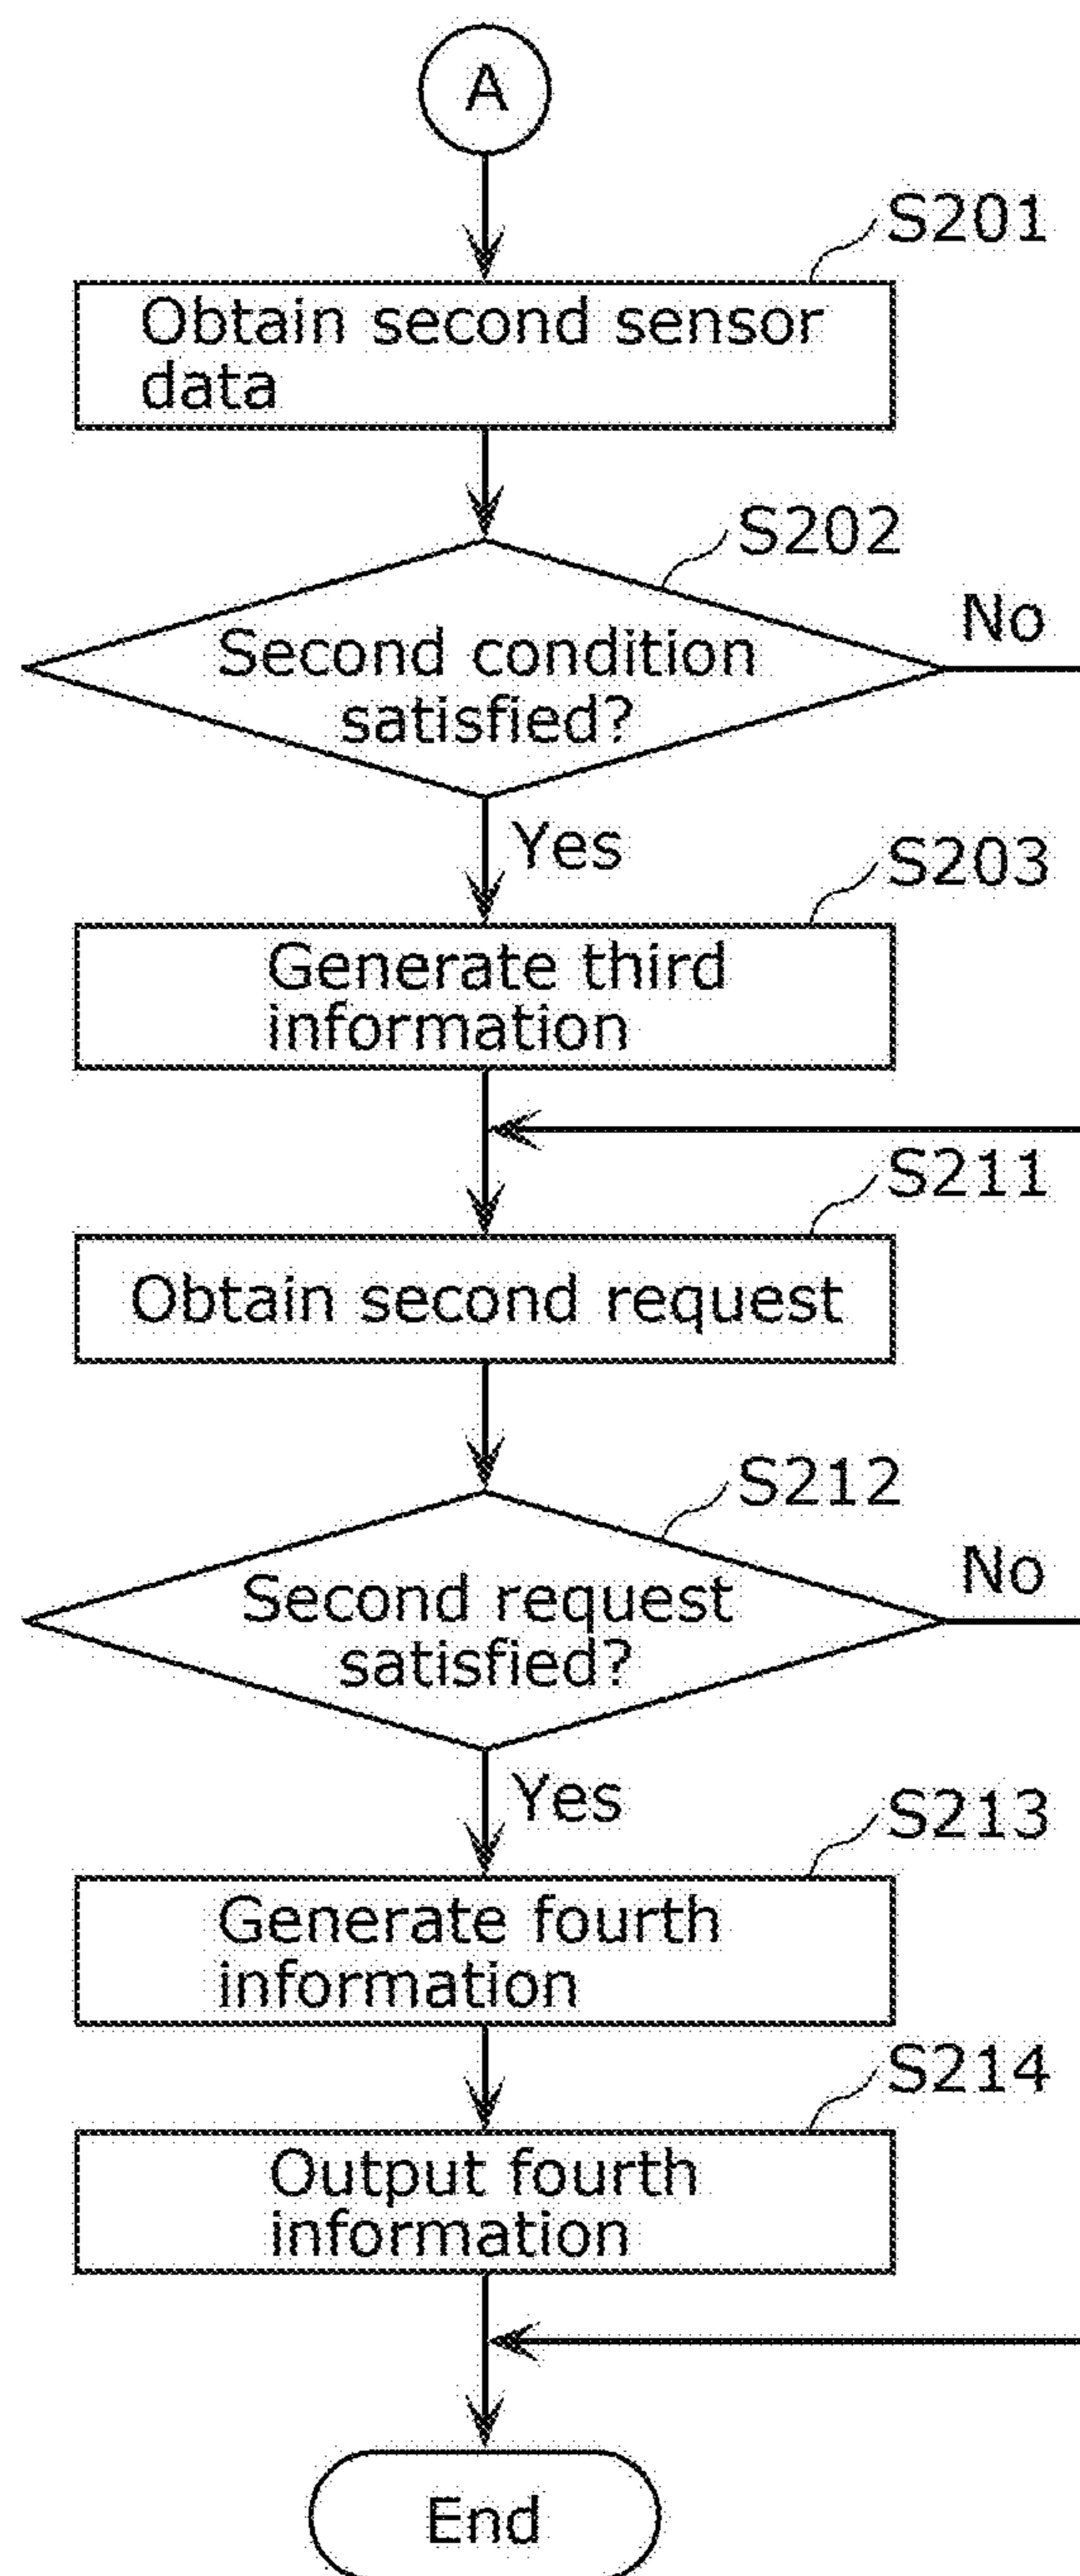 A
S201
Obtain second sensor
data
S202
Second condition
satisfied?
No
Yes
S203
Generate third
information
S211
Obtain second request
S212
Second request
satisfied?
No
Yes
S213
Generate fourth
information
S214
Output fourth
information
End